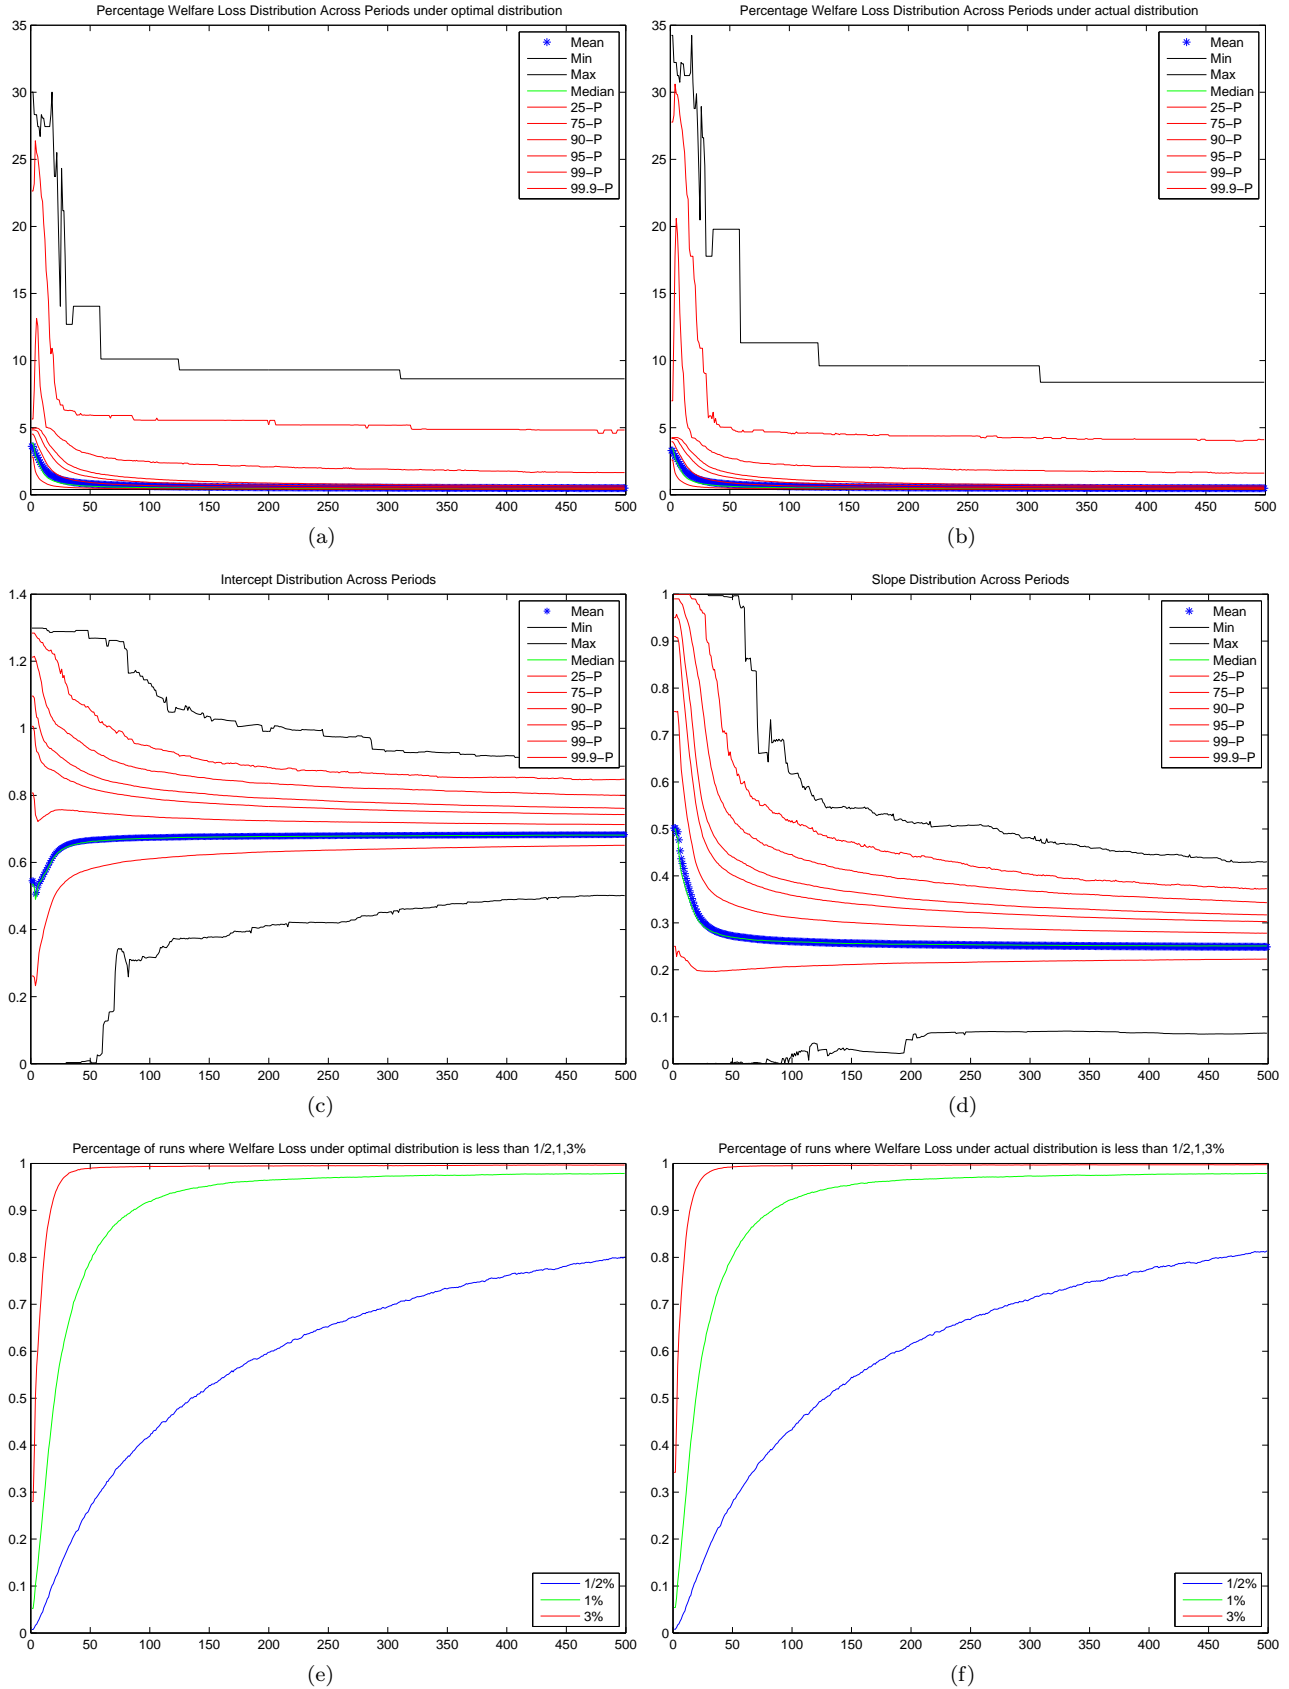 Percentage Welfare Loss Distribution Across Periods under optimal distribution
35
30
25
20
15
10
5
0
0 50 100 150 200 250 300 350 400 450 500
Mean
Min
Max
Median
25-P
75-P
90-P
95-P
99-P
99.9-P
(a)
Percentage Welfare Loss Distribution Across Periods under actual distribution
35
30
25
20
15
10
5
0
0 50 100 150 200 250 300 350 400 450 500
Mean
Min
Max
Median
25-P
75-P
90-P
95-P
99-P
99.9-P
(b)
Intercept Distribution Across Periods
1.4
1.2
1
0.8
0.6
0.4
0.2
0
0 50 100 150 200 250 300 350 400 450 500
Mean
Min
Max
Median
25-P
75-P
90-P
95-P
99-P
99.9-P
(c)
Slope Distribution Across Periods
1
0.9
0.8
0.7
0.6
0.5
0.4
0.3
0.2
0.1
0
0 50 100 150 200 250 300 350 400 450 500
Mean
Min
Max
Median
25-P
75-P
90-P
95-P
99-P
99.9-P
(d)
Percentage of runs where Welfare Loss under optimal distribution is less than 1/2,1,3%
1
0.9
0.8
0.7
0.6
0.5
0.4
0.3
0.2
0.1
0
0 50 100 150 200 250 300 350 400 450 500
1/2%
1%
3%
(e)
Percentage of runs where Welfare Loss under actual distribution is less than 1/2,1,3%
1
0.9
0.8
0.7
0.6
0.5
0.4
0.3
0.2
0.1
0
0 50 100 150 200 250 300 350 400 450 500
1/2%
1%
3%
(f)